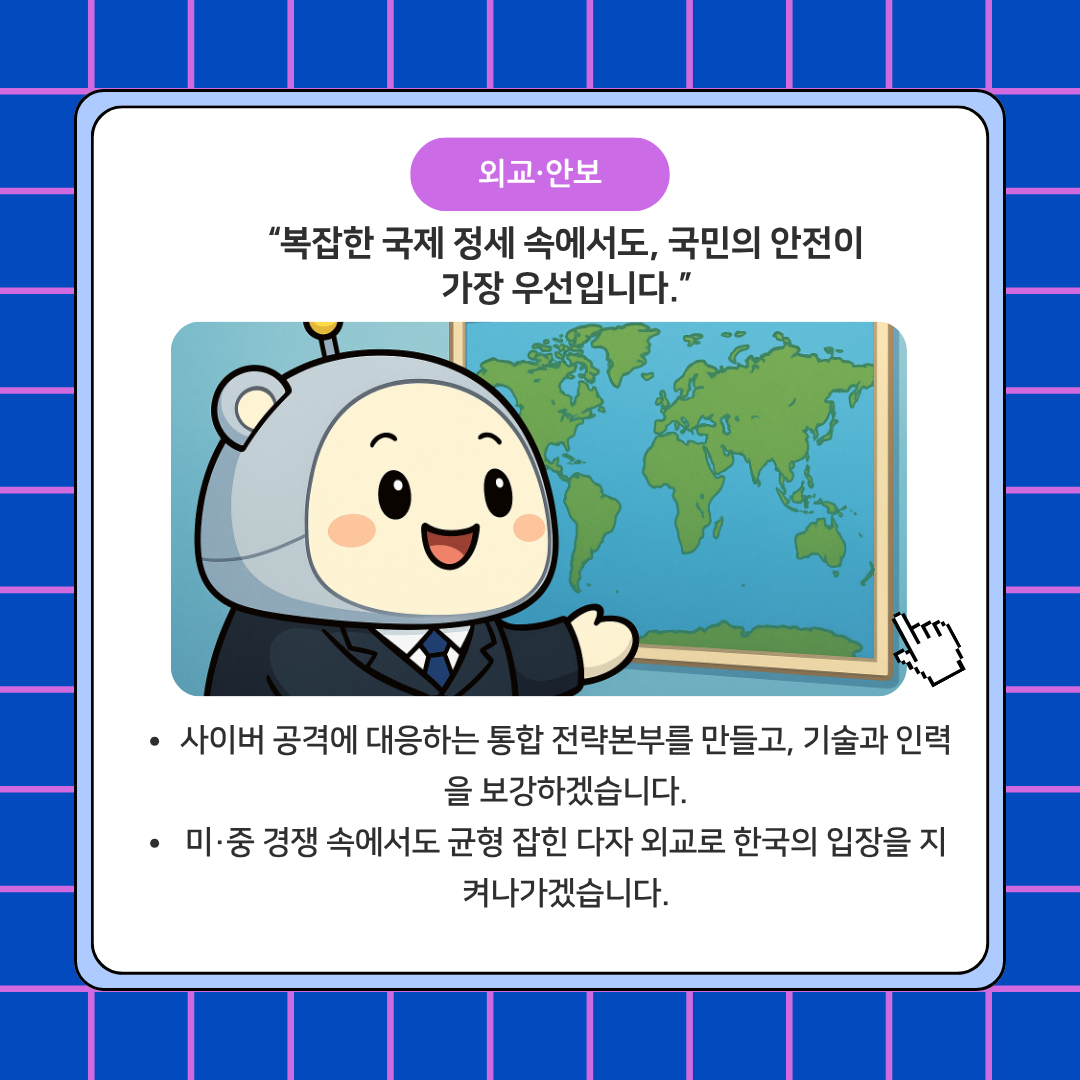 외교·안보
“복잡한 국제 정세 속에서도, 국민의 안전이
가장 우선입니다.”
• 사이버 공격에 대응하는 통합 전략본부를 만들고, 기술과 인력
을 보강하겠습니다.
• 미·중 경쟁 속에서도 균형 잡힌 다자 외교로 한국의 입장을 지
켜나가겠습니다.